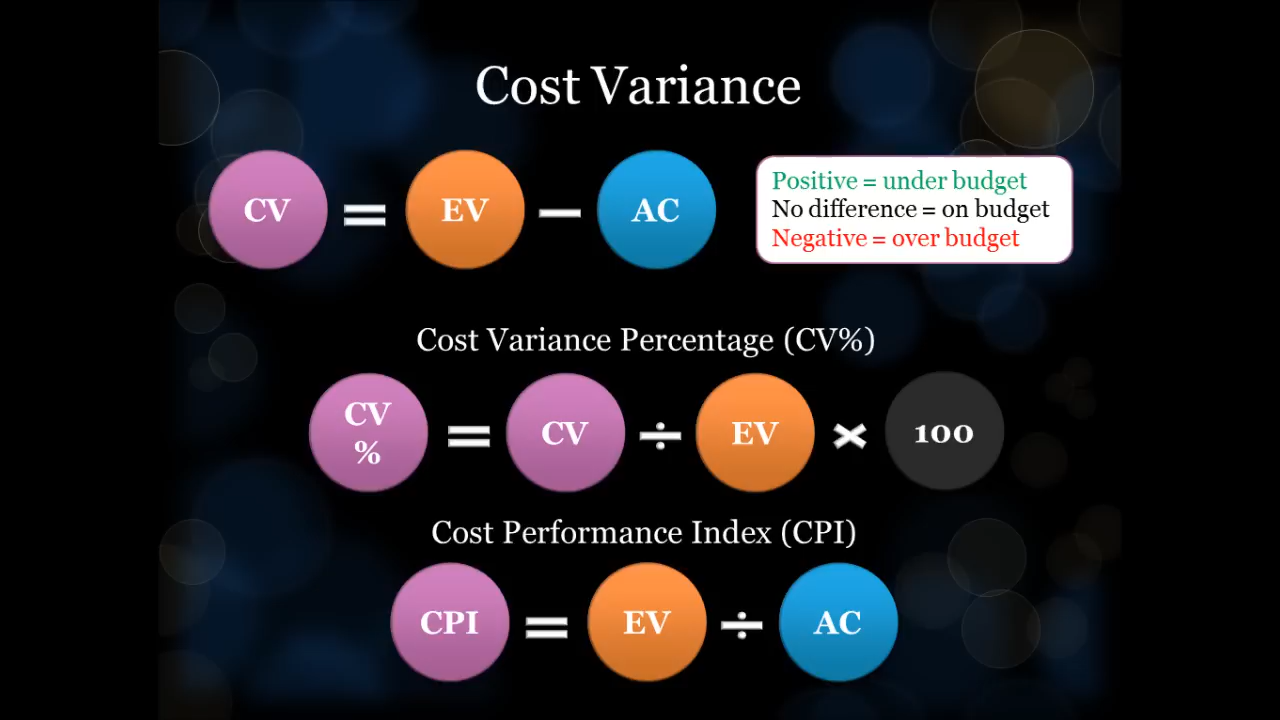 Cost Variance
CV = EV − AC
Positive = under budget
No difference = on budget
Negative = over budget
Cost Variance Percentage (CV%)
CV % = CV ÷ EV × 100
Cost Performance Index (CPI)
CPI = EV ÷ AC